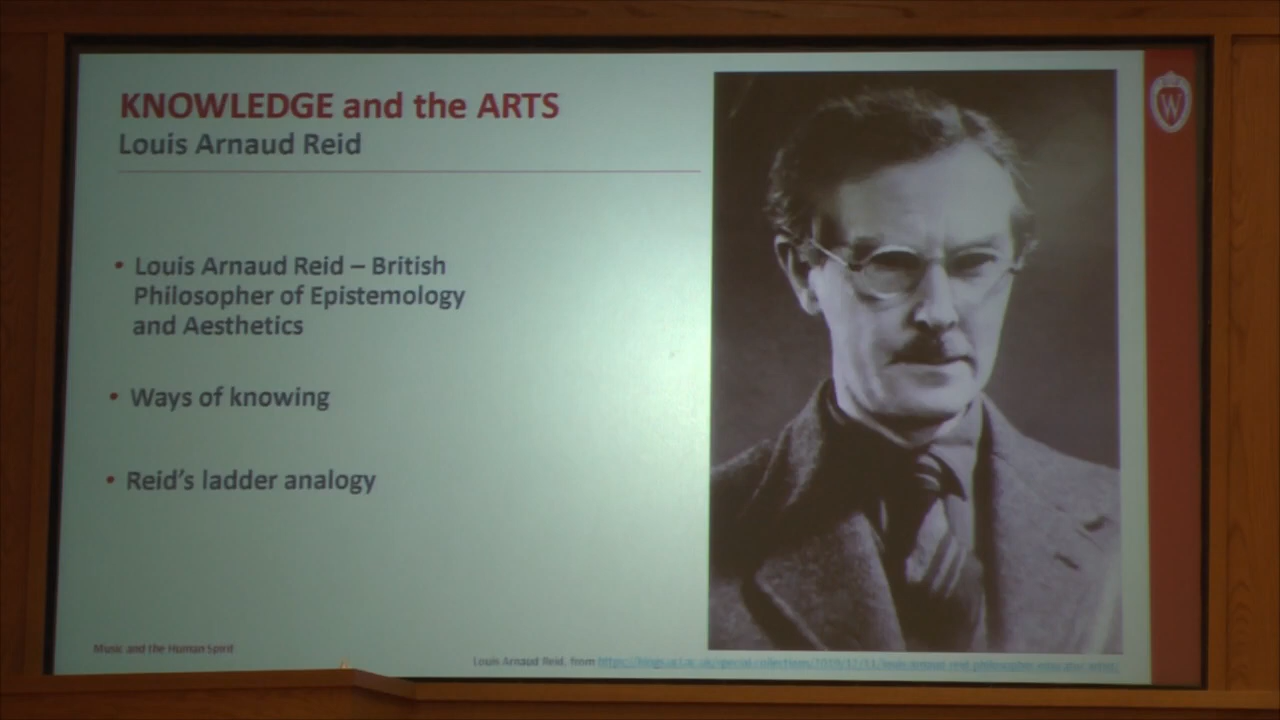 KNOWLEDGE and the ARTS
Louis Arnaud Reid
W
• Louis Arnaud Reid – British
Philosopher of Epistemology
and Aesthetics
• Ways of knowing
• Reid's ladder analogy
Music and the Human Spirit
Louis Arnaud Reid, from